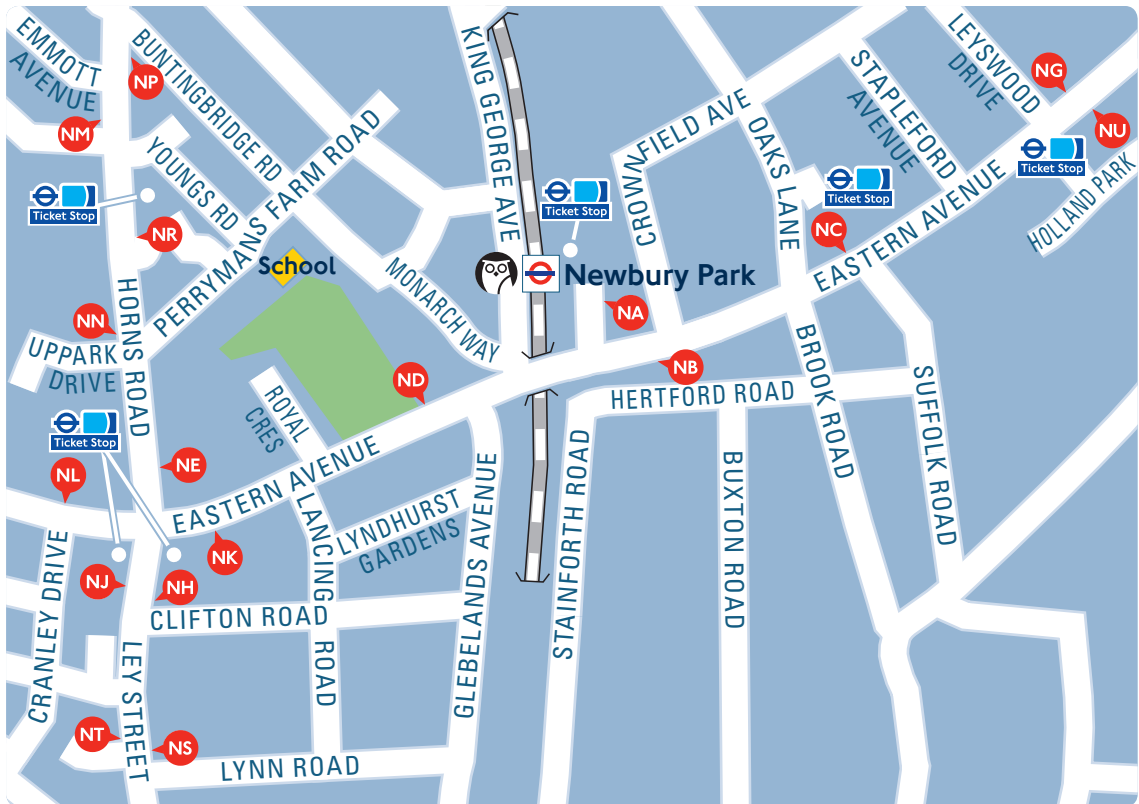 EMMOTT
AVENUE
BUNTINGBRIDGE RD
KING GEORGE AVE
LEYSWOOD
DRIVE
NG
NP
STAPLEFORD
AVENUE
NM
YOUNGS RD
PERRYMANS FARM ROAD
CROWNFIELD AVE
OAKS LANE
NU
Ticket Stop
Ticket Stop
Ticket Stop
Ticket Stop
HOLLAND PARK
NR
NC
EASTERN AVENUE
School
Newbury Park
MONARCH WAY
HORNS ROAD
NN
NA
UPPARK
DRIVE
ND
NB
HERTFORD ROAD
BROOK ROAD
SUFFOLK ROAD
ROYAL
CRES
Ticket Stop
NL
NE
EASTERN AVENUE
LANCING ROAD
LYNDHURST
GARDENS
GLEBELANDS AVENUE
STAINFORTH ROAD
BUXTON ROAD
NK
NJ
NH
CRANLEY DRIVE
CLIFTON ROAD
LEY STREET
NT
NS
LYNN ROAD